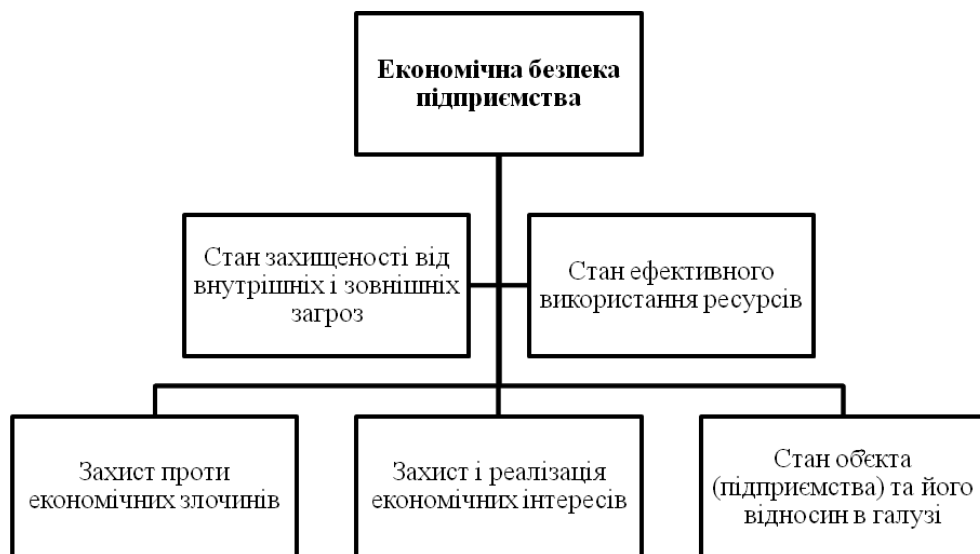 Економічна безпека
підприємства
Стан захищеності від
внутрішніх і зовнішніх
загроз
Стан ефективного
використання ресурсів
Захист проти
економічних злочинів
Захист і реалізація
економічних інтересів
Стан об'єкта
(підприємства) та його
відносин в галузі